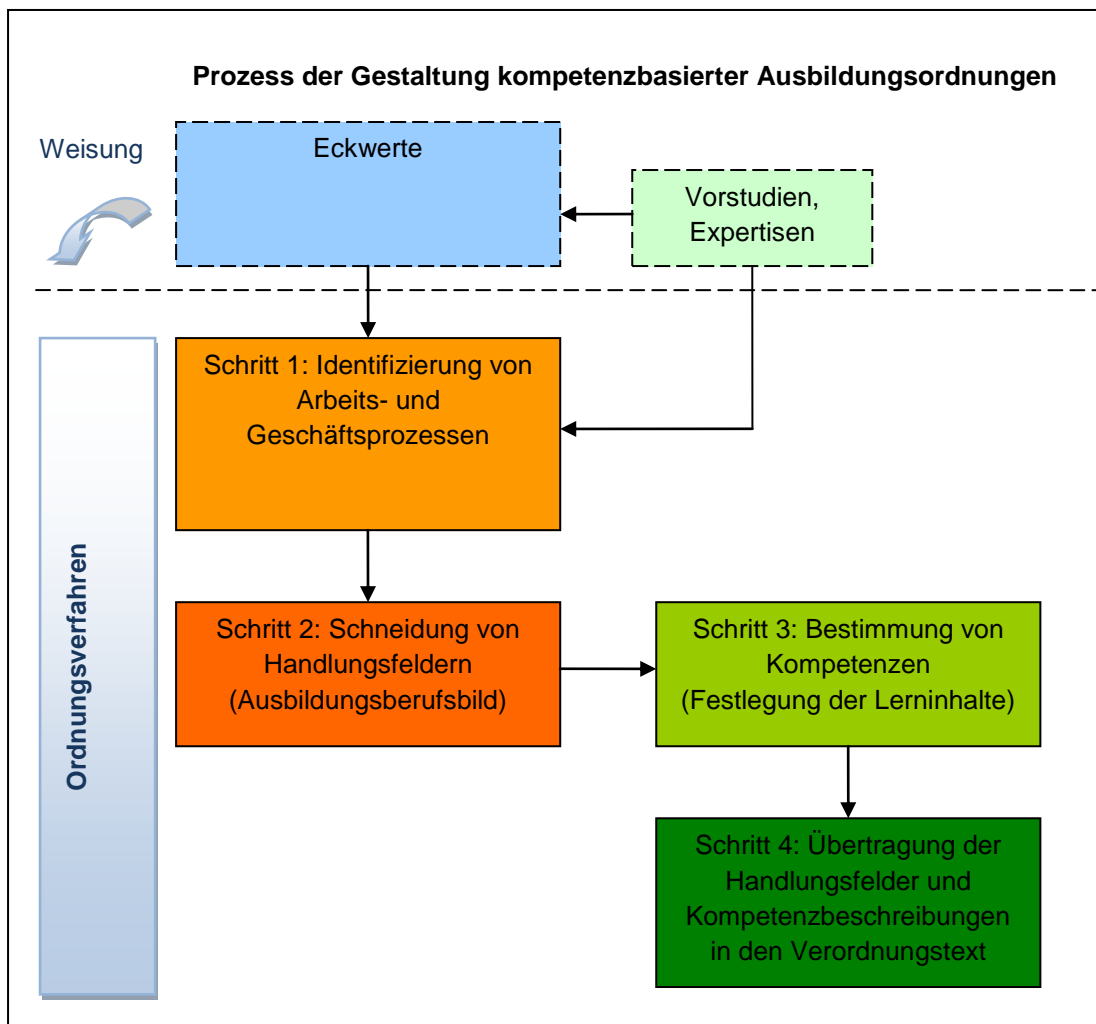 Prozess der Gestaltung kompetenzbasierter Ausbildungsordnungen
Weisung
Eckwerte
Vorstudien,
Expertisen
Ordnungsverfahren
Schritt 1: Identifizierung von
Arbeits- und
Geschäftsprozessen
Schritt 2: Schneidung von
Handlungsfeldern
(Ausbildungsberufsbild)
Schritt 3: Bestimmung von
Kompetenzen
(Festlegung der Lerninhalte)
Schritt 4: Übertragung der
Handlungsfelder und
Kompetenzbeschreibungen
in den Verordnungstext